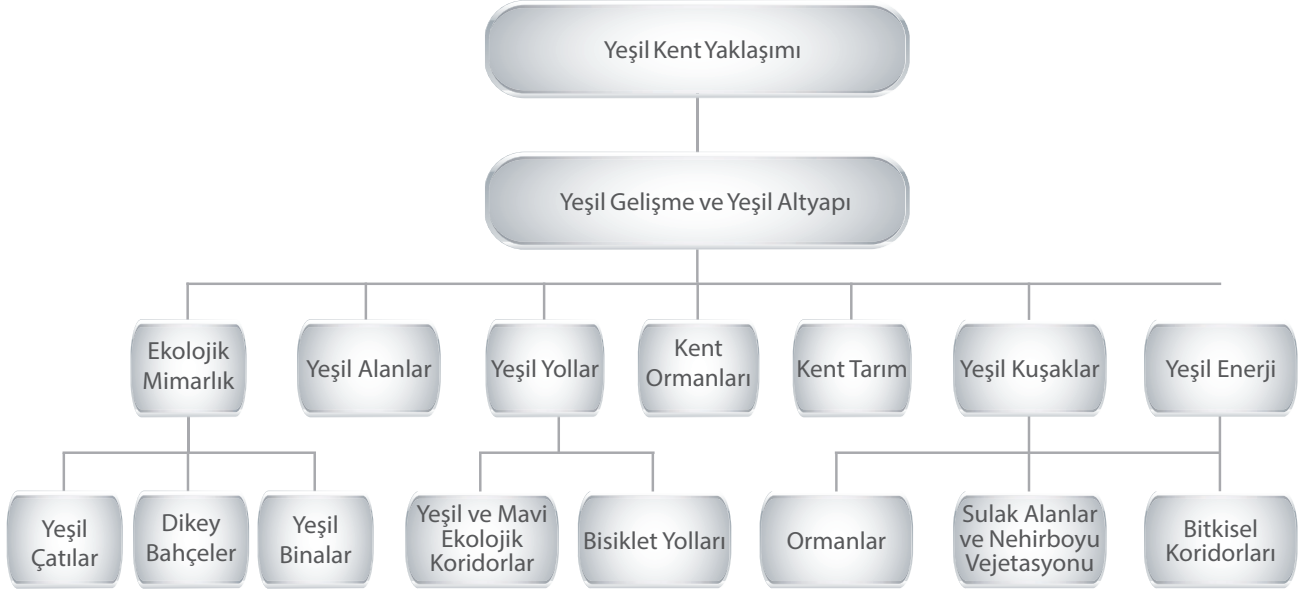 Yeşil Kent Yaklaşımı
Yeşil Gelişme ve Yeşil Altyapı
Ekolojik
Mimarlık
Yeşil Alanlar
Yeşil Yollar
Kent
Ormanları
Kent Tarım
Yeşil Kuşaklar
Yeşil Enerji
Yeşil
Çatılar
Dikey
Bahçeler
Yeşil
Binalar
Yeşil ve Mavi
Ekolojik
Koridorlar
Bisiklet Yolları
Ormanlar
Sulak Alanlar
ve Nehirboyu
Vejetasyonu
Bitkisel
Koridorları